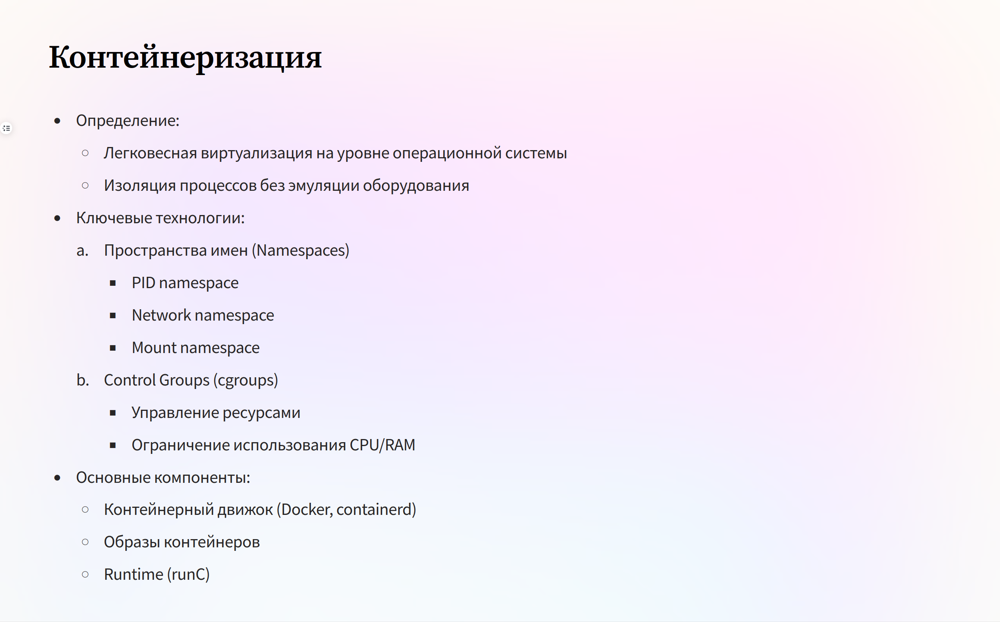 Контейнеризация
● Определение:
○ Легковесная виртуализация на уровне операционной системы
○ Изоляция процессов без эмуляции оборудования
● Ключевые технологии:
a. Пространства имен (Namespaces)
■ PID namespace
■ Network namespace
■ Mount namespace
b. Control Groups (cgroups)
■ Управление ресурсами
■ Ограничение использования CPU/RAM
● Основные компоненты:
○ Контейнерный движок (Docker, containerd)
○ Образы контейнеров
○ Runtime (runC)